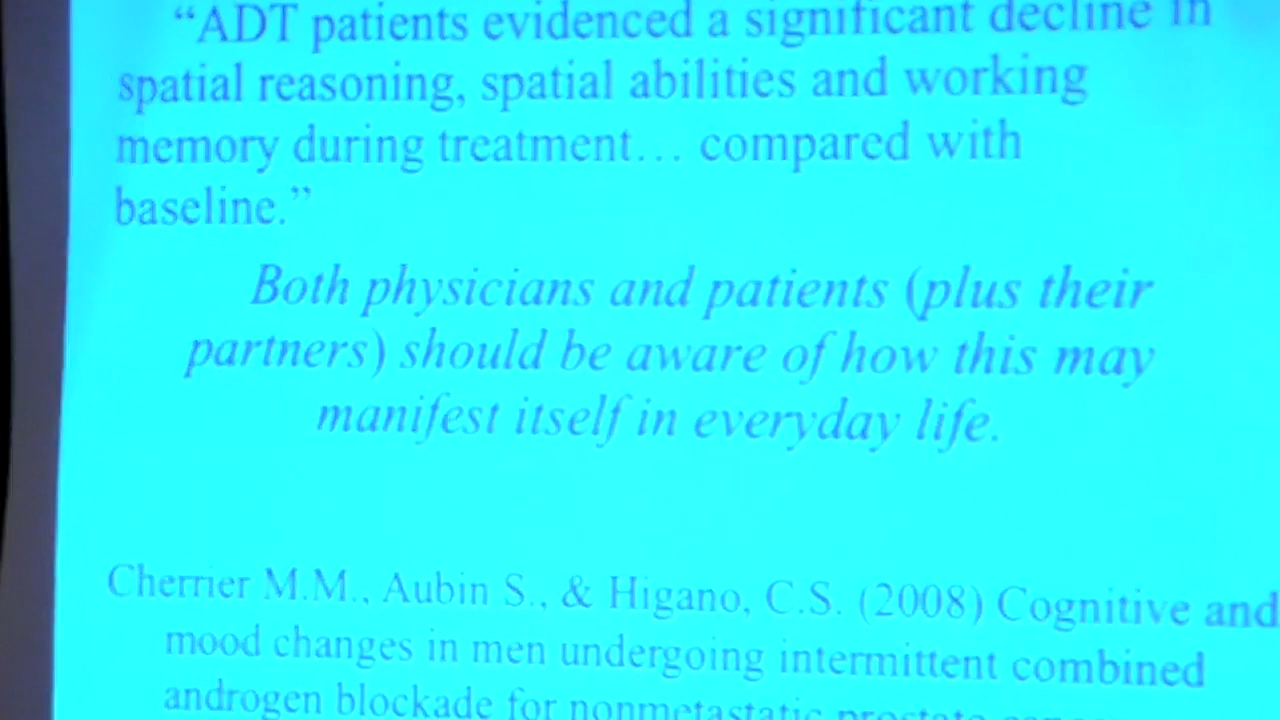 “ADT patients evidenced a significant decline in
spatial reasoning, spatial abilities and working
memory during treatment… compared with
baseline.”
Both physicians and patients (plus their
partners) should be aware of how this may
manifest itself in everyday life.
Cherrier M.M., Aubin S., & Higano, C.S. (2008) Cognitive and
mood changes in men undergoing intermittent combined
androgen blockade for nonmetastatic prostate